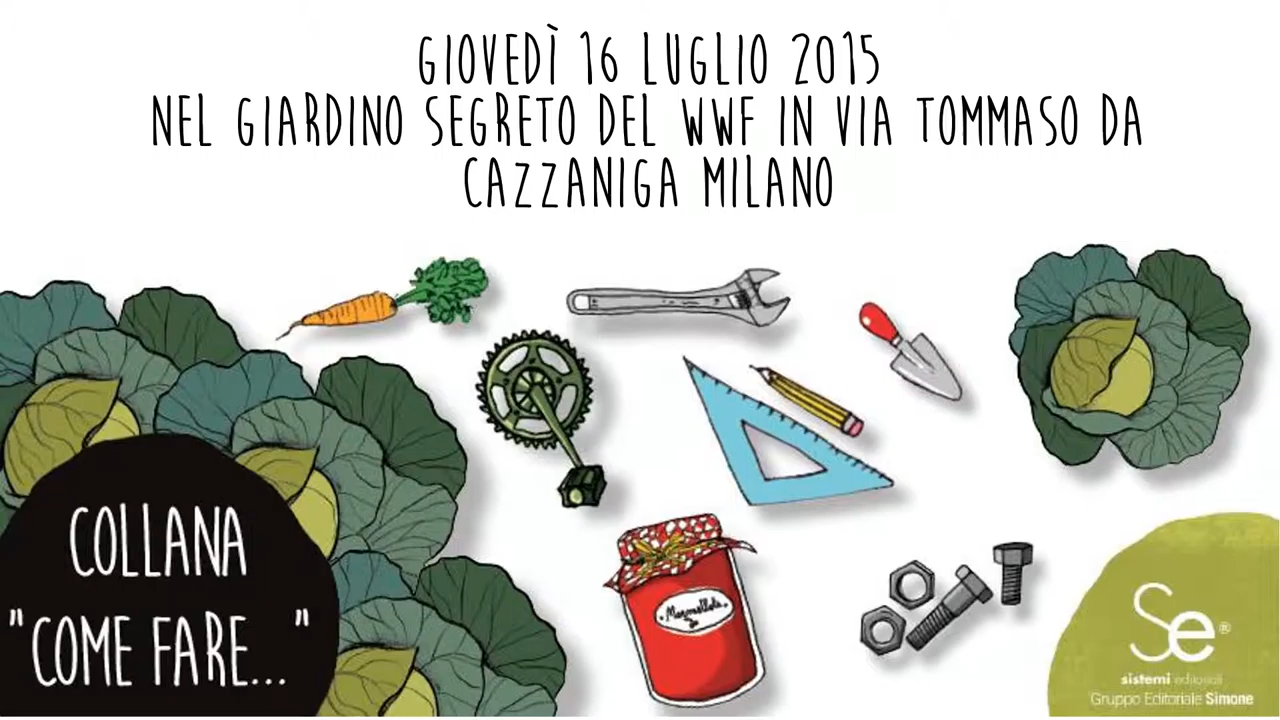 GIOVEDÌ 16 LUGLIO 2015
NEL GIARDINO SEGRETO DEL WWF IN VIA TOMMASO DA
CAZZANIGA MILANO
COLLANA
"COME FARE... "
Marmellata
Se®
sistemi editoriali
Gruppo Editoriale Simone